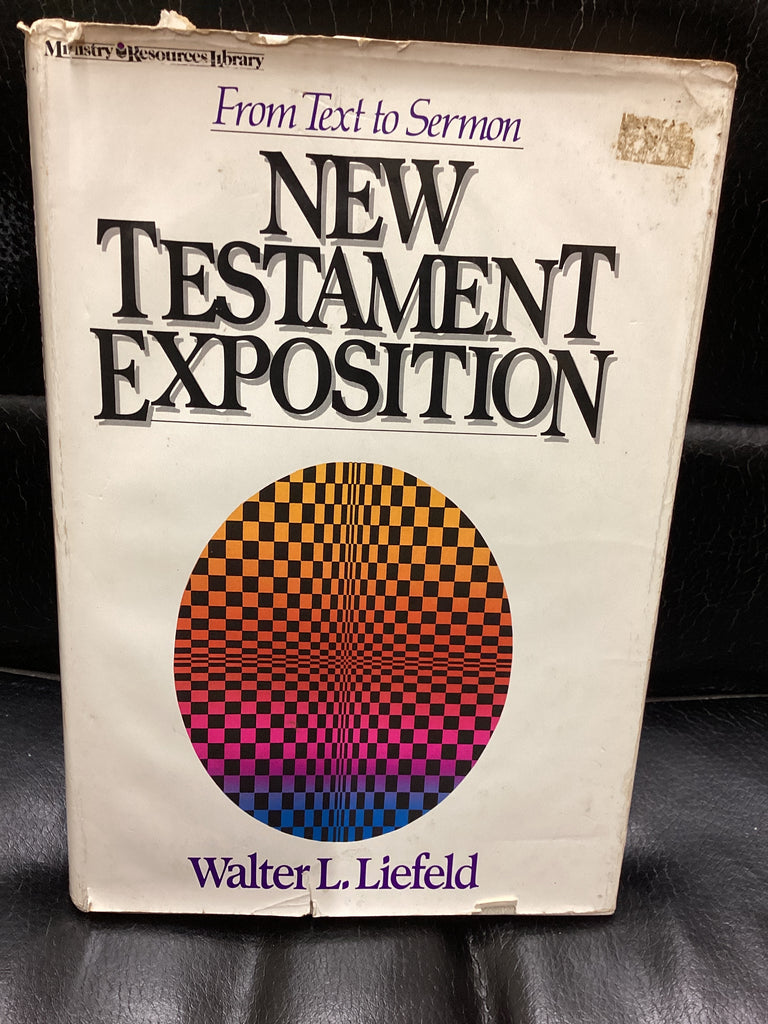 Ministry Resources Library
From Text to Sermon
NEW
TESTAMENT
EXPOSITION
Walter L. Liefeld